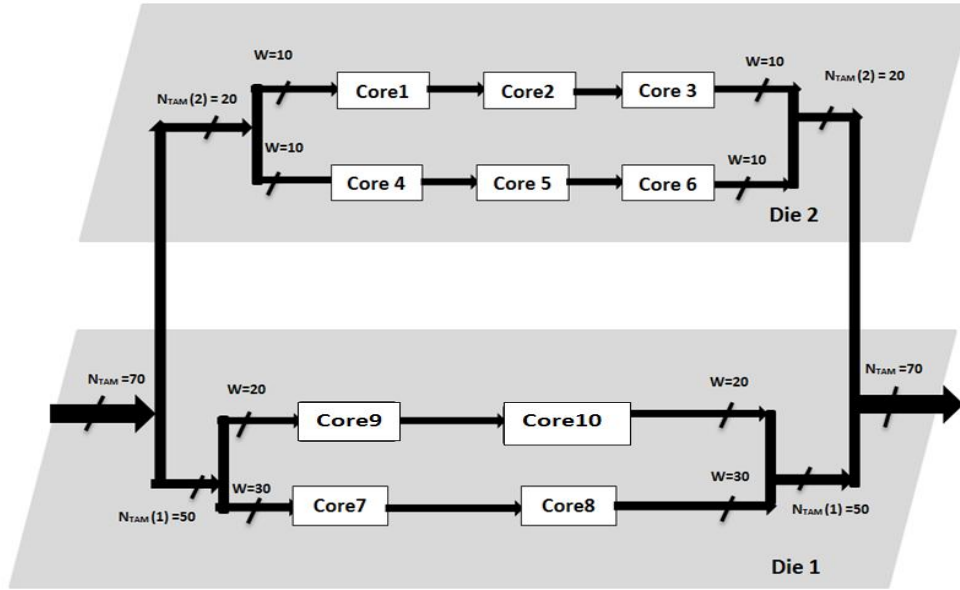 W=10
W=10
NTAM (2) = 20
NTAM (2) = 20
Core1
Core2
Core 3
W=10
W=10
Core 4
Core 5
Core 6
Die 2
NTAM =70
NTAM =70
W=20
W=20
Core9
Core10
W=30
W=30
Core7
Core8
NTAM (1) =50
NTAM (1) =50
Die 1